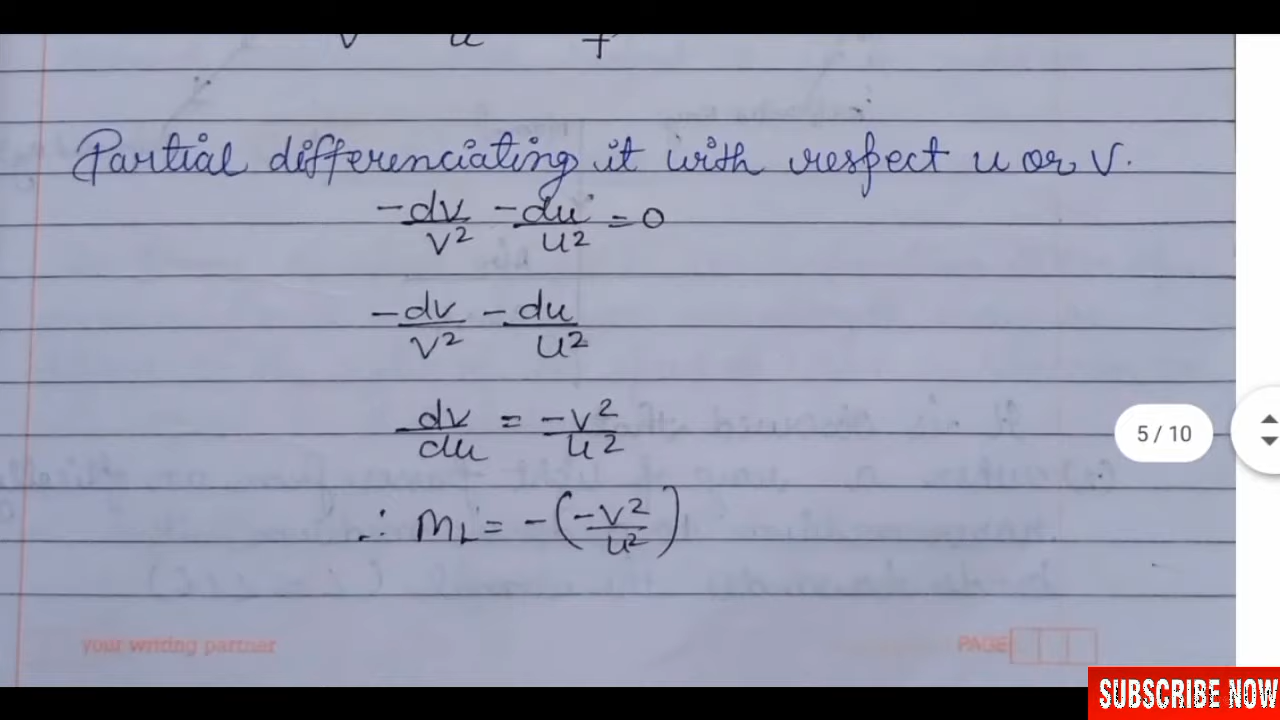 v u f
Partial differenciating it with respect u or v.
-dv/v² -du/u² = 0
-dv/v² - du/u²
dv/du = -v²/u²
∴ mL = -(-v²/u²)
5 / 10
your writing partner
PAGE
SUBSCRIBE NOW